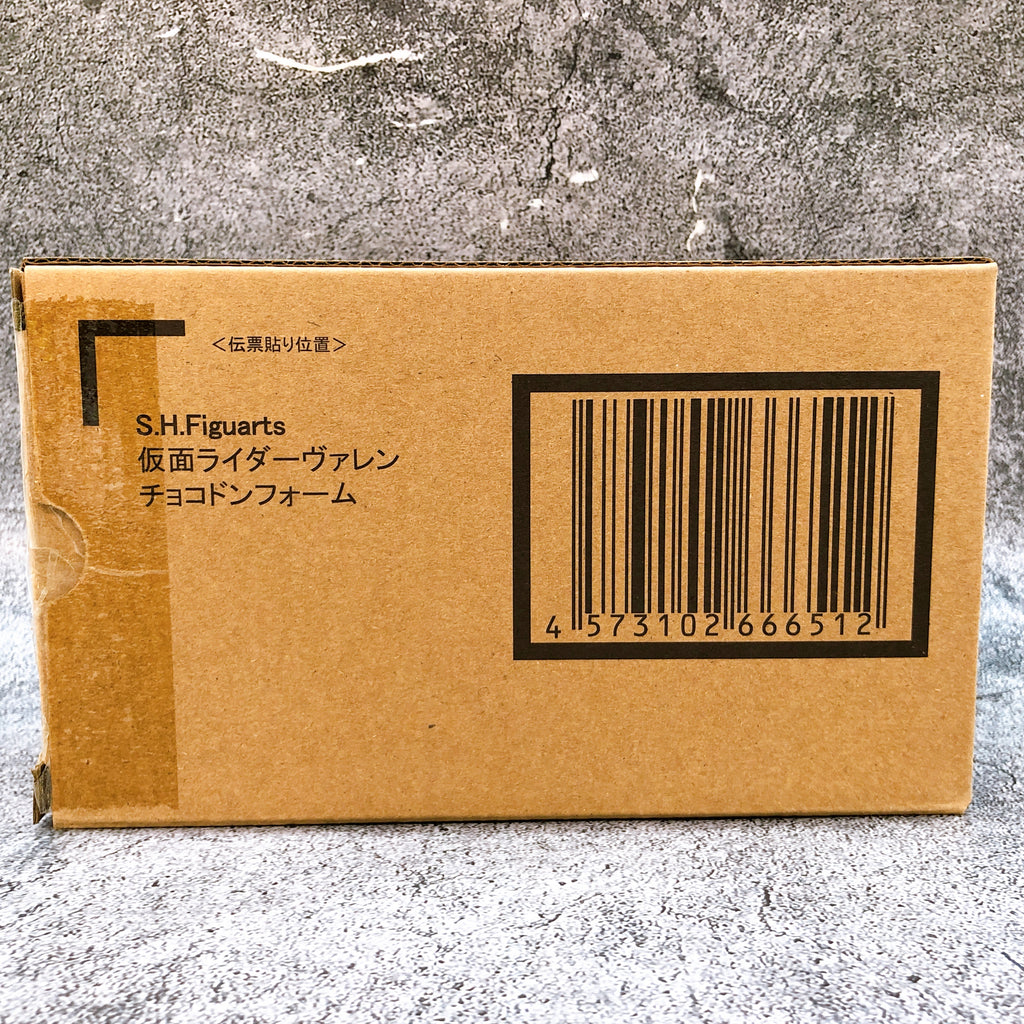 ＜伝票貼り位置＞
S.H.Figuarts
仮面ライダーヴァレン
チョコドンフォーム
4 573102 666512